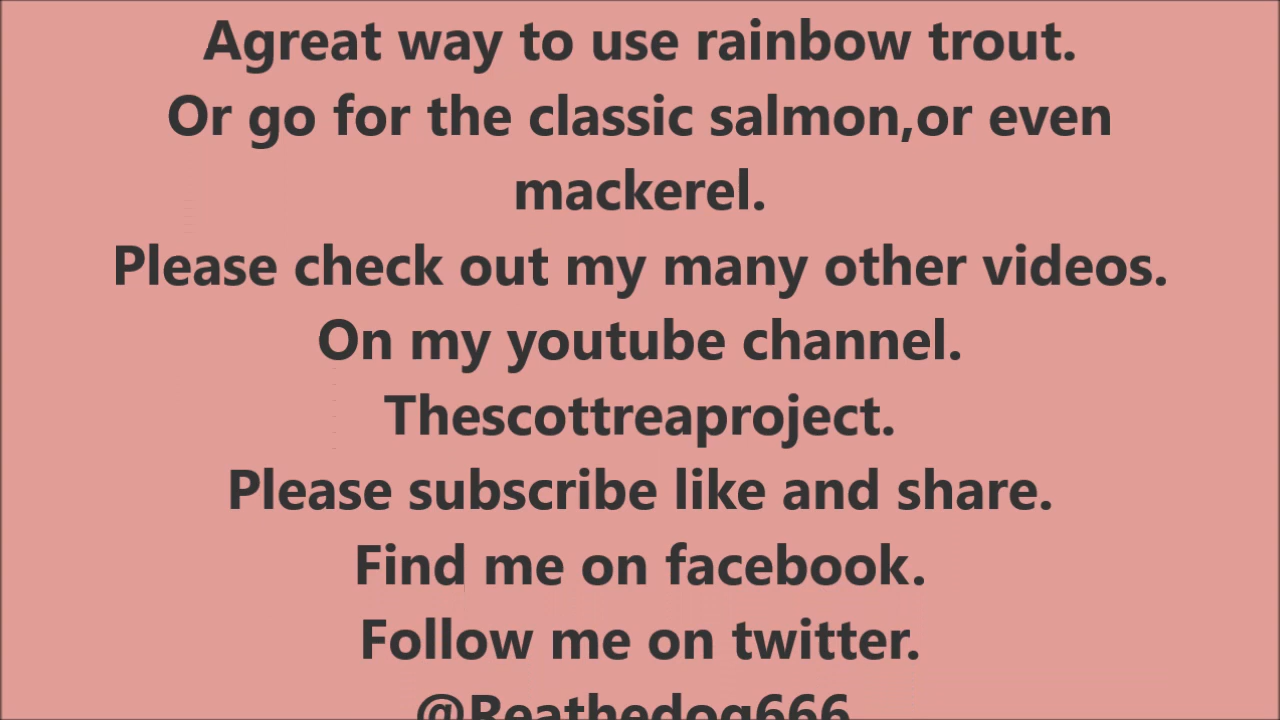 Agreat way to use rainbow trout.
Or go for the classic salmon,or even
mackerel.
Please check out my many other videos.
On my youtube channel.
Thescottreaproject.
Please subscribe like and share.
Find me on facebook.
Follow me on twitter.
@Reathedog666